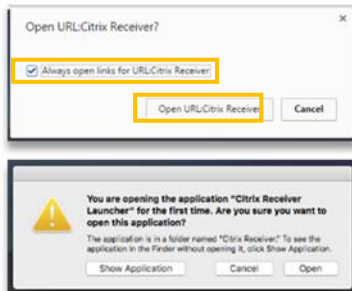 Open URL:Citrix Receiver?
×
Always open links for URL:Citrix Receiver
Open URL:Citrix Receiver
Cancel
You are opening the application "Citrix Receiver
Launcher" for the first time. Are you sure you want to
open this application?
The application is in a folder named "Citrix Receiver." To see the
application in the Finder without opening it, click Show Application.
Show Application
Cancel
Open